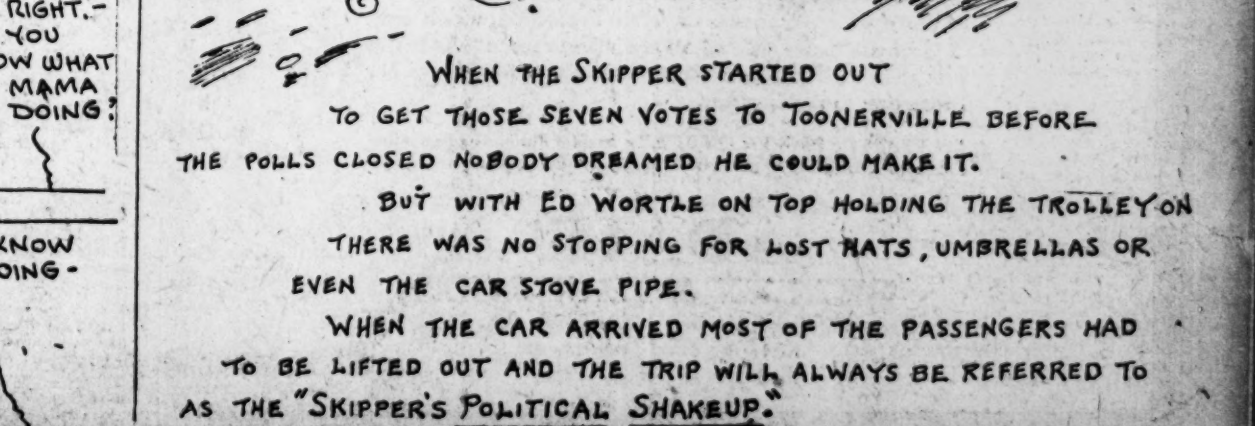 RIGHT.-
YOU
OW WHAT
MAMA
DOING?
KNOW
OING-
WHEN THE SKIPPER STARTED OUT
TO GET THOSE SEVEN VOTES TO TOONERVILLE BEFORE
THE POLLS CLOSED NOBODY DREAMED HE COULD MAKE IT.
BUT WITH ED WORTLE ON TOP HOLDING THE TROLLEY ON
THERE WAS NO STOPPING FOR LOST HATS, UMBRELLAS OR
EVEN THE CAR STOVE PIPE.
WHEN THE CAR ARRIVED MOST OF THE PASSENGERS HAD
TO BE LIFTED OUT AND THE TRIP WILL ALWAYS BE REFERRED TO
AS THE "SKIPPER'S POLITICAL SHAKEUP."